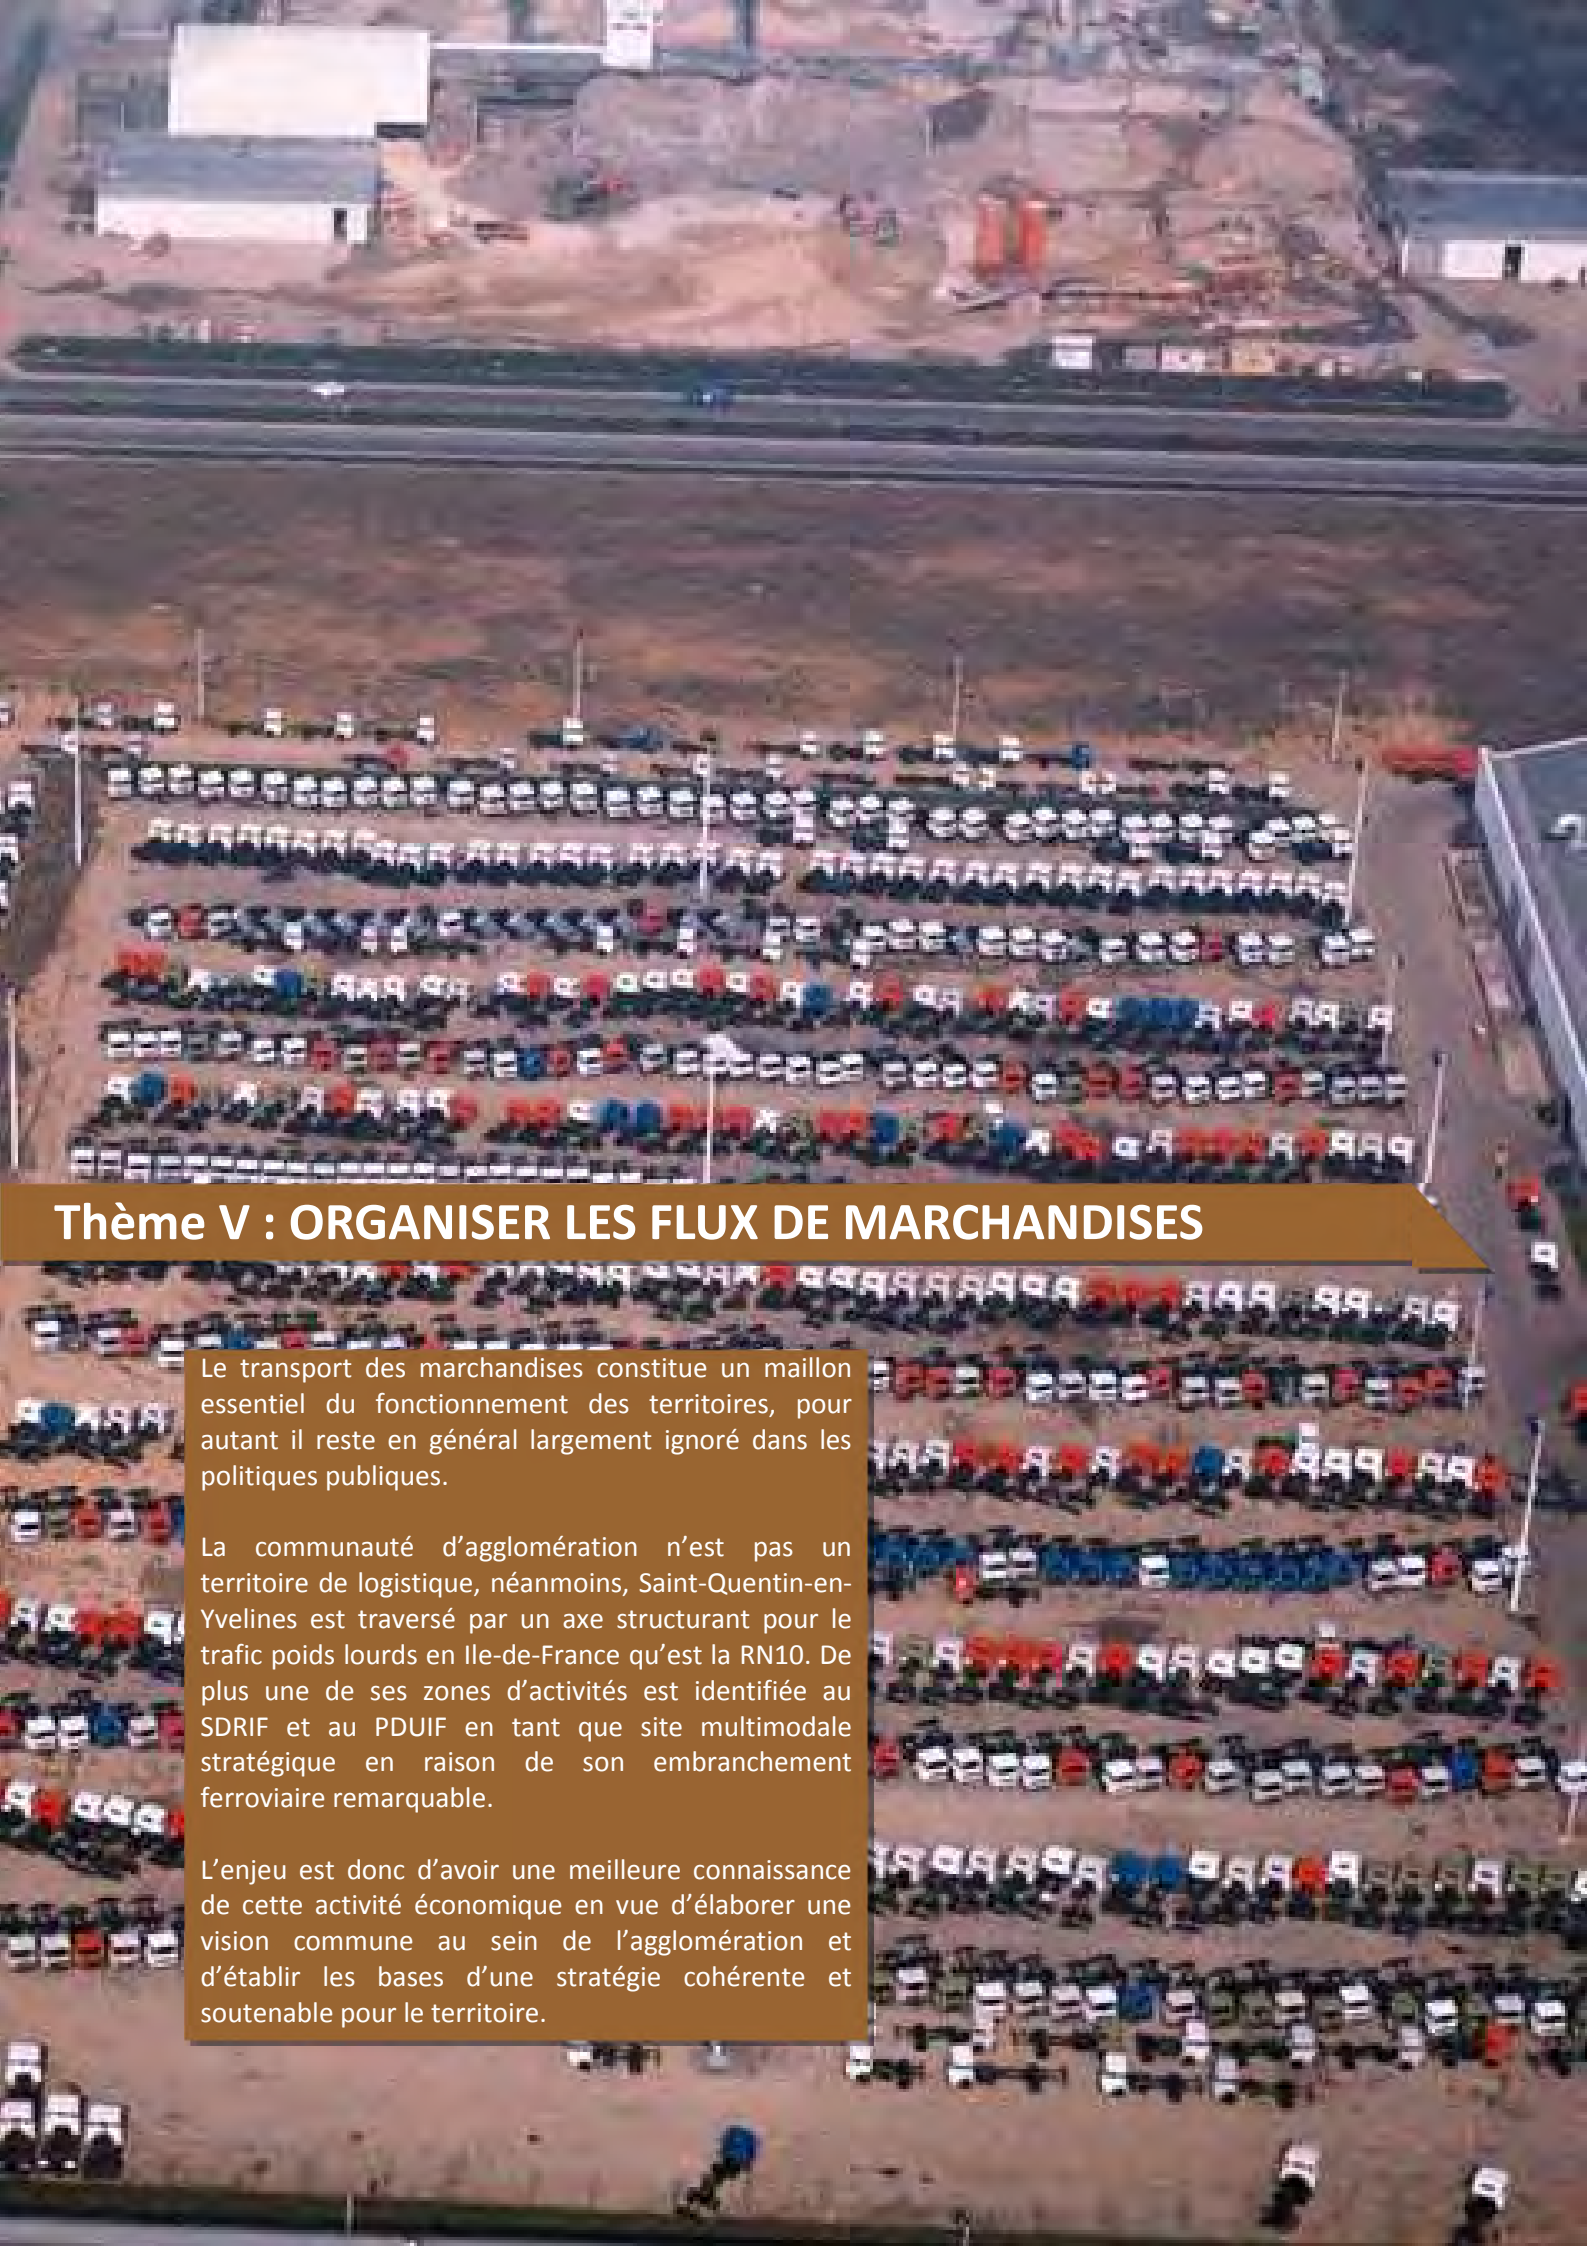 Thème V : ORGANISER LES FLUX DE MARCHANDISES
Le transport des marchandises constitue un maillon
essentiel du fonctionnement des territoires, pour
autant il reste en général largement ignoré dans les
politiques publiques.
La communauté d’agglomération n’est pas un
territoire de logistique, néanmoins, Saint-Quentin-en-
Yvelines est traversé par un axe structurant pour le
trafic poids lourds en Ile-de-France qu’est la RN10. De
plus une de ses zones d’activités est identifiée au
SDRIF et au PDUIF en tant que site multimodale
stratégique en raison de son embranchement
ferroviaire remarquable.
L’enjeu est donc d’avoir une meilleure connaissance
de cette activité économique en vue d’élaborer une
vision commune au sein de l’agglomération et
d’établir les bases d’une stratégie cohérente et
soutenable pour le territoire.